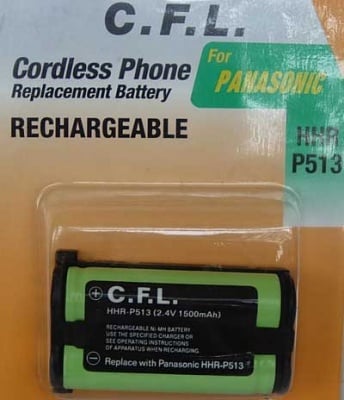 C.F.L.
Cordless Phone
Replacement Battery
For
PANASONIC
RECHARGEABLE
HHR
P513
C.F.L.
HHR-P513 (2.4V 1500mAh)
RECHARGEABLE NI-MH BATTERY
USE THE SPECIFIED CHARGER OR
SEE OPERATING INSTRUCTIONS
OF APPARATUS WHEN RECHARGING.
Replace with Panasonic HHR-P513